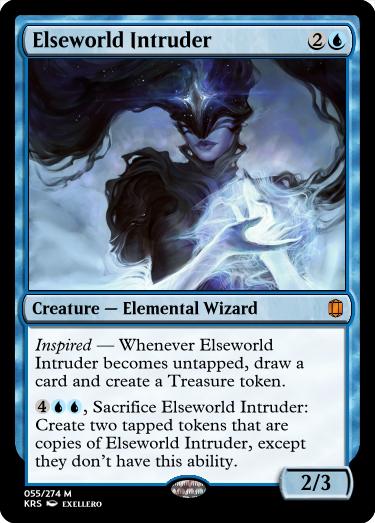 Elseworld Intruder 2
Creature — Elemental Wizard
Inspired — Whenever Elseworld
Intruder becomes untapped, draw a
card and create a Treasure token.
4, Sacrifice Elseworld Intruder:
Create two tapped tokens that are
copies of Elseworld Intruder, except
they don't have this ability.
2/3
055/274 M
KRS EXELLERO